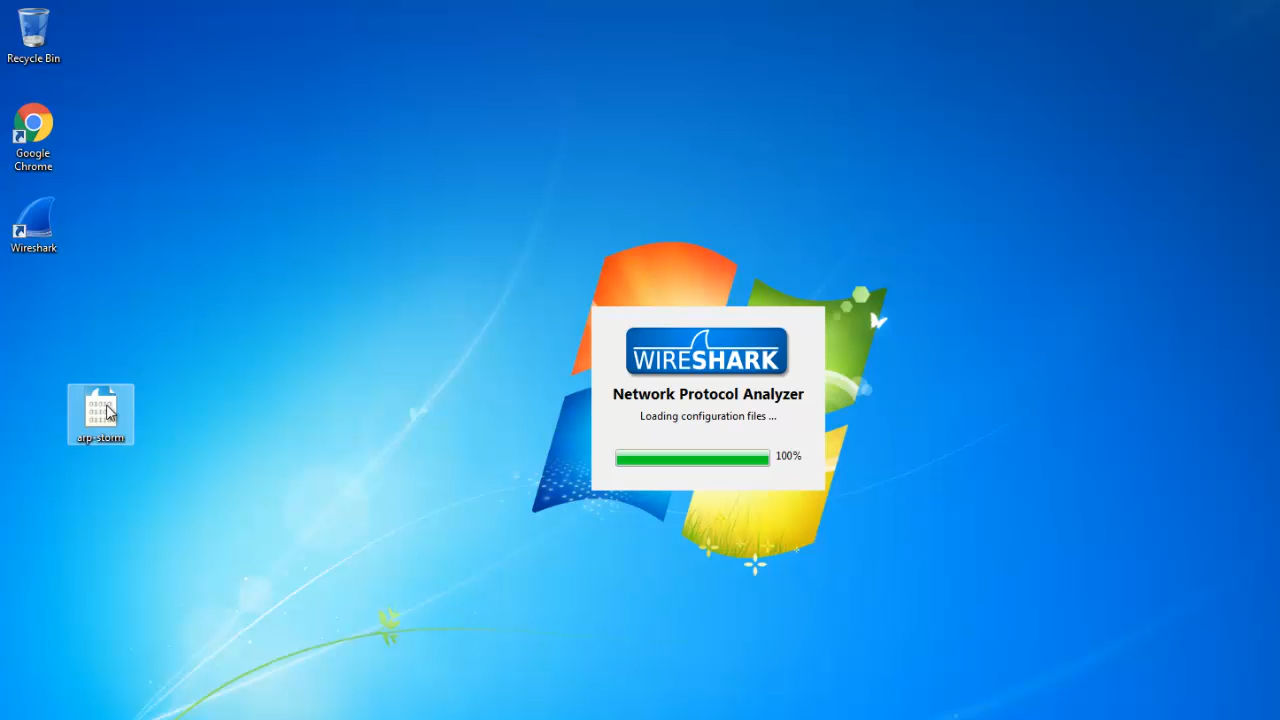 Recycle Bin
Google
Chrome
Wireshark
arp-storm
WIRESHARK
Network Protocol Analyzer
Loading configuration files ...
100%